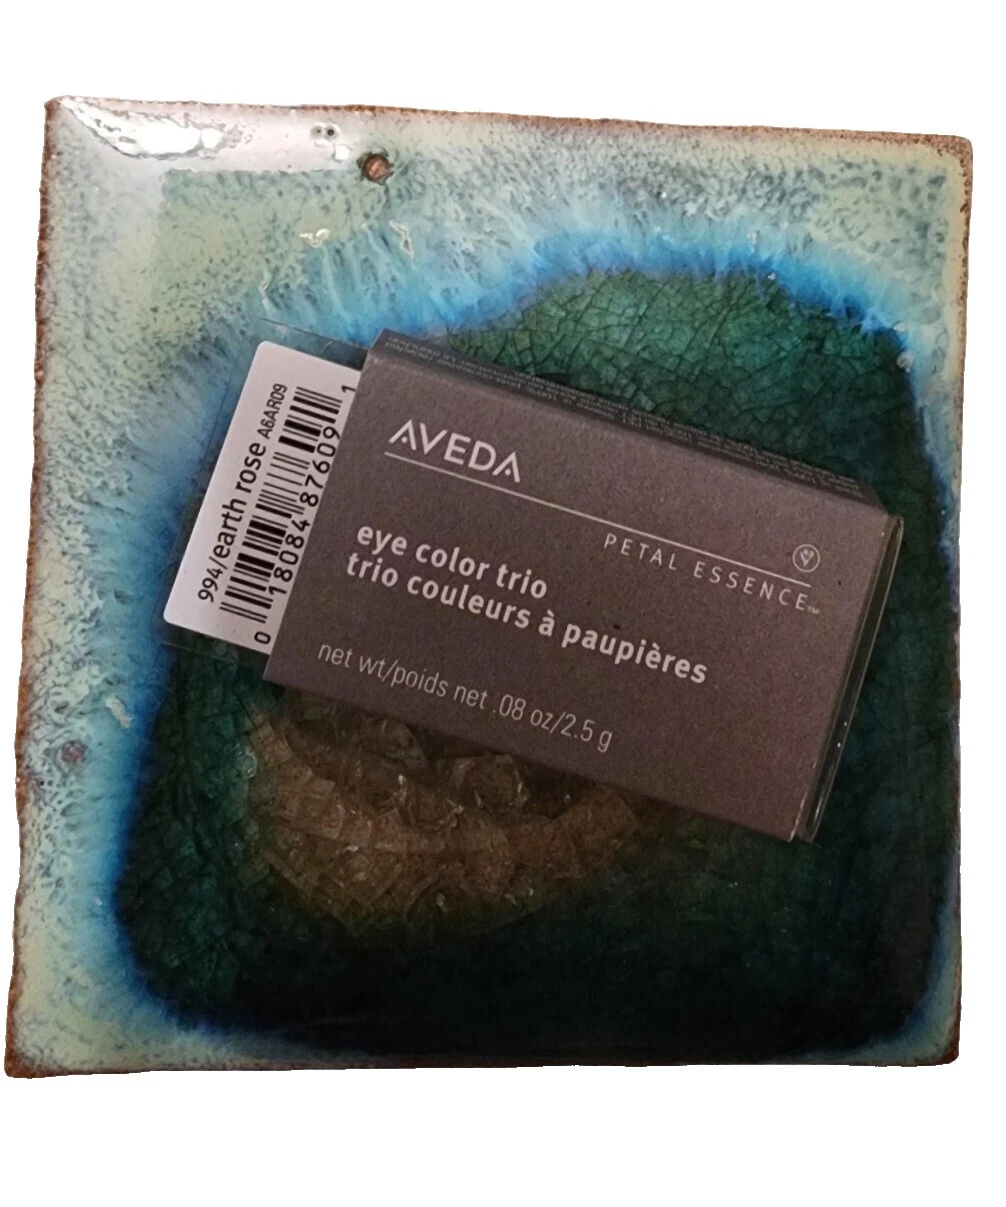 AVEDA
PETAL ESSENCE™
eye color trio
trio couleurs à paupières
net wt/poids net .08 oz/2.5 g
994/earth rose A6AR09
0 18084 87609 1